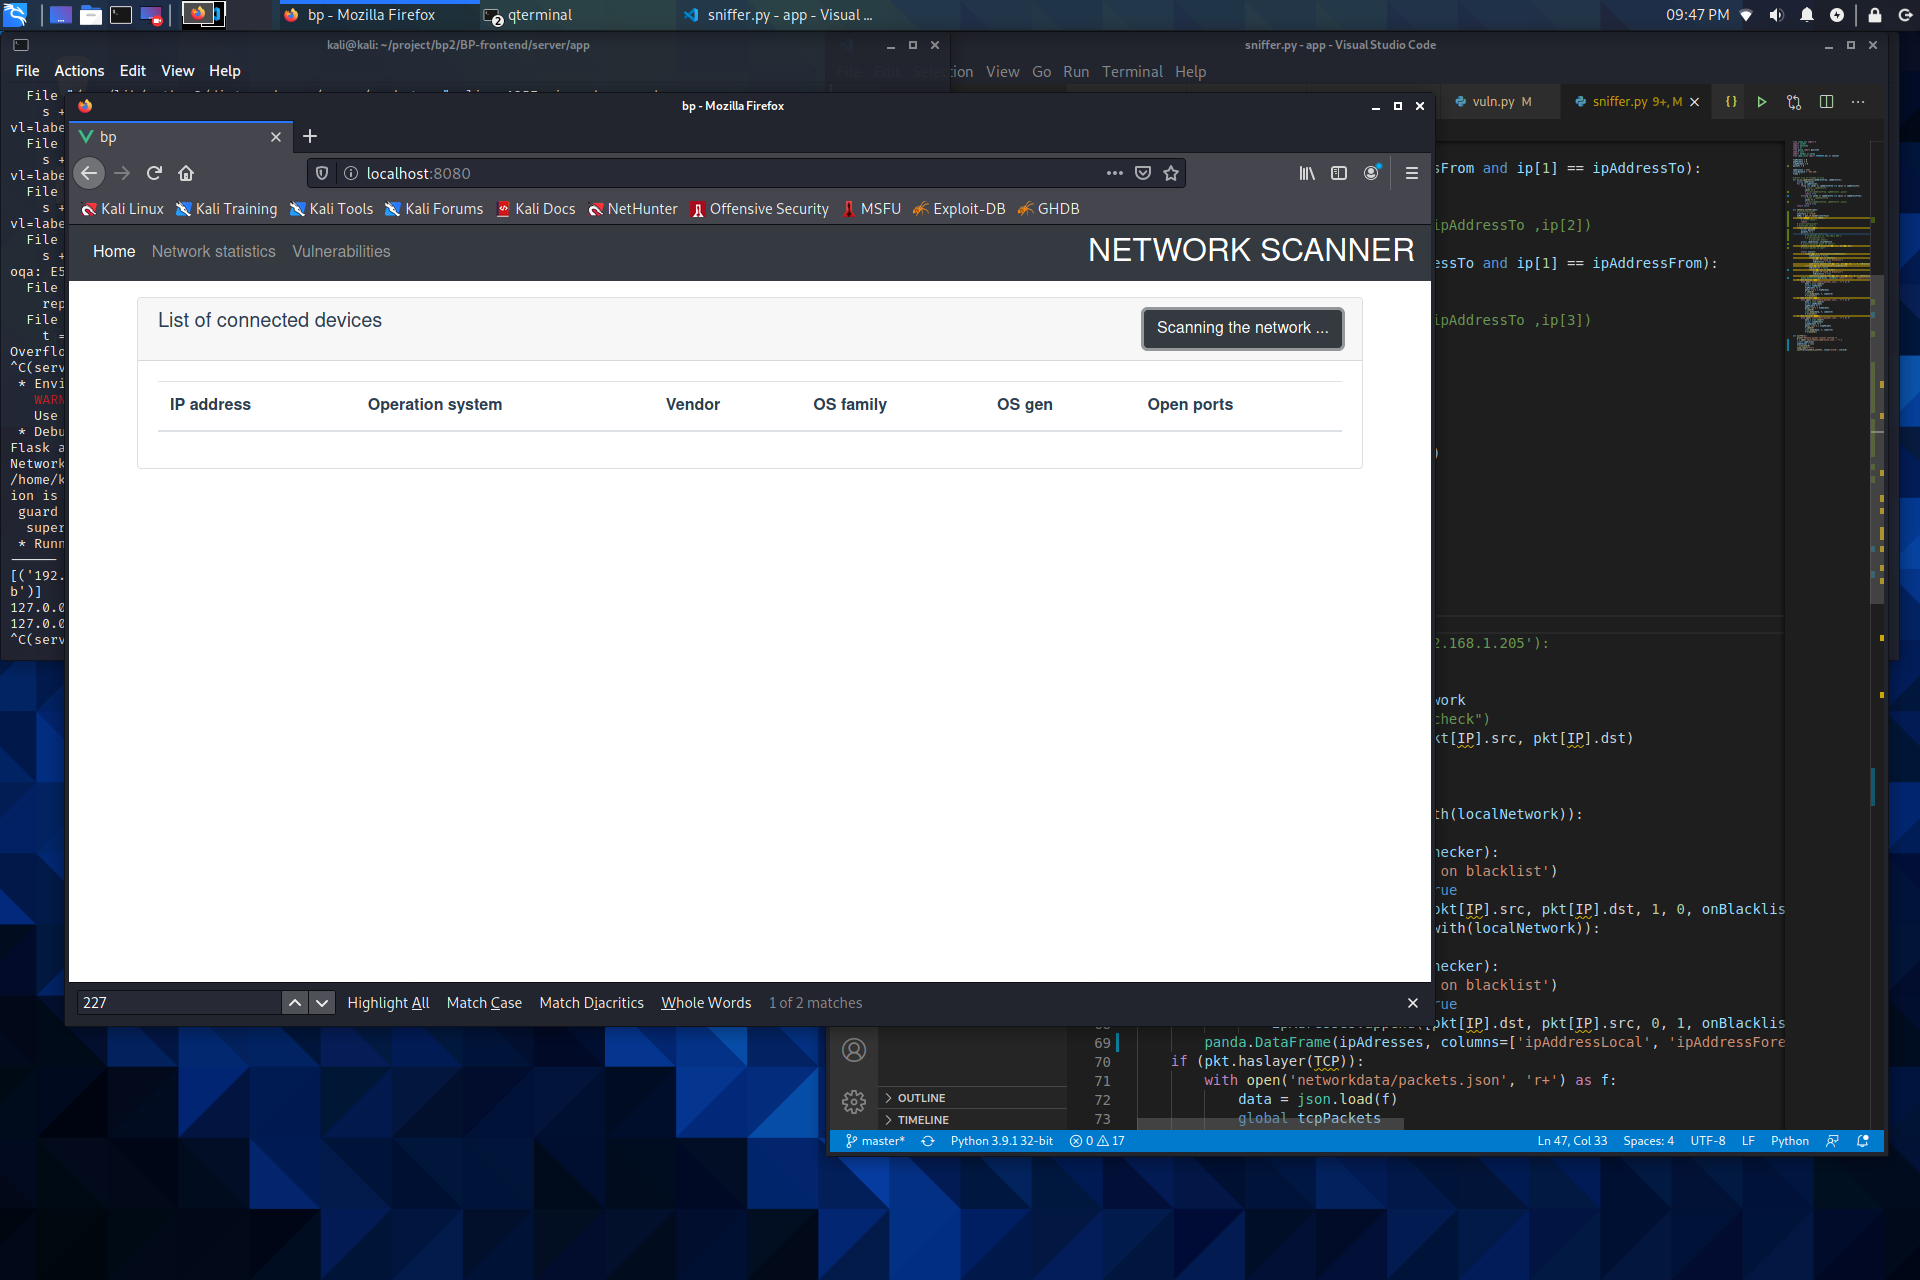 bp - Mozilla Firefox
2
qterminal
sniffer.py - app - Visual ...
09:47 PM
kali@kali: ~/project/bp2/BP-frontend/server/app
File Actions Edit View Help
File
s +
vl=labe
File
s +
vl=labe
File
s +
vl=labe
File
s +
oqa: E5
File
rep
File
t =
Overflo
^C(serv
* Envi
WARN
Use
* Debu
Flask a
Network
/home/k
ion is
guard
super
* Runn
[('192.
b')]
127.0.0
127.0.0
^C(serv
bp - Mozilla Firefox
bp
localhost:8080
Kali Linux Kali Training Kali Tools Kali Forums Kali Docs NetHunter Offensive Security MSFU Exploit-DB GHDB
Home Network statistics Vulnerabilities
NETWORK SCANNER
List of connected devices
Scanning the network ...
IP address Operation system Vendor OS family OS gen Open ports
227
Highlight All Match Case Match Diacritics Whole Words 1 of 2 matches
sniffer.py - app - Visual Studio Code
File Edit Selection View Go Run Terminal Help
vuln.py M
sniffer.py 9+, M
sFrom and ip[1] == ipAddressTo):
ipAddressTo ,ip[2])
essTo and ip[1] == ipAddressFrom):
ipAddressTo ,ip[3])
)
2.168.1.205'):
work
check")
kt[IP].src, pkt[IP].dst)
th(localNetwork)):
hecker):
on blacklist')
rue
pkt[IP].src, pkt[IP].dst, 1, 0, onBlacklis
with(localNetwork)):
hecker):
on blacklist')
rue
68 ipAdresses.append([pkt[IP].dst, pkt[IP].src, 0, 1, onBlacklis
69 panda.DataFrame(ipAdresses, columns=['ipAddressLocal', 'ipAddressFore
70 if (pkt.haslayer(TCP)):
71 with open('networkdata/packets.json', 'r+') as f:
72 data = json.load(f)
73 global tcpPackets
OUTLINE
TIMELINE
master* Python 3.9.1 32-bit 0 17 Ln 47, Col 33 Spaces: 4 UTF-8 LF Python